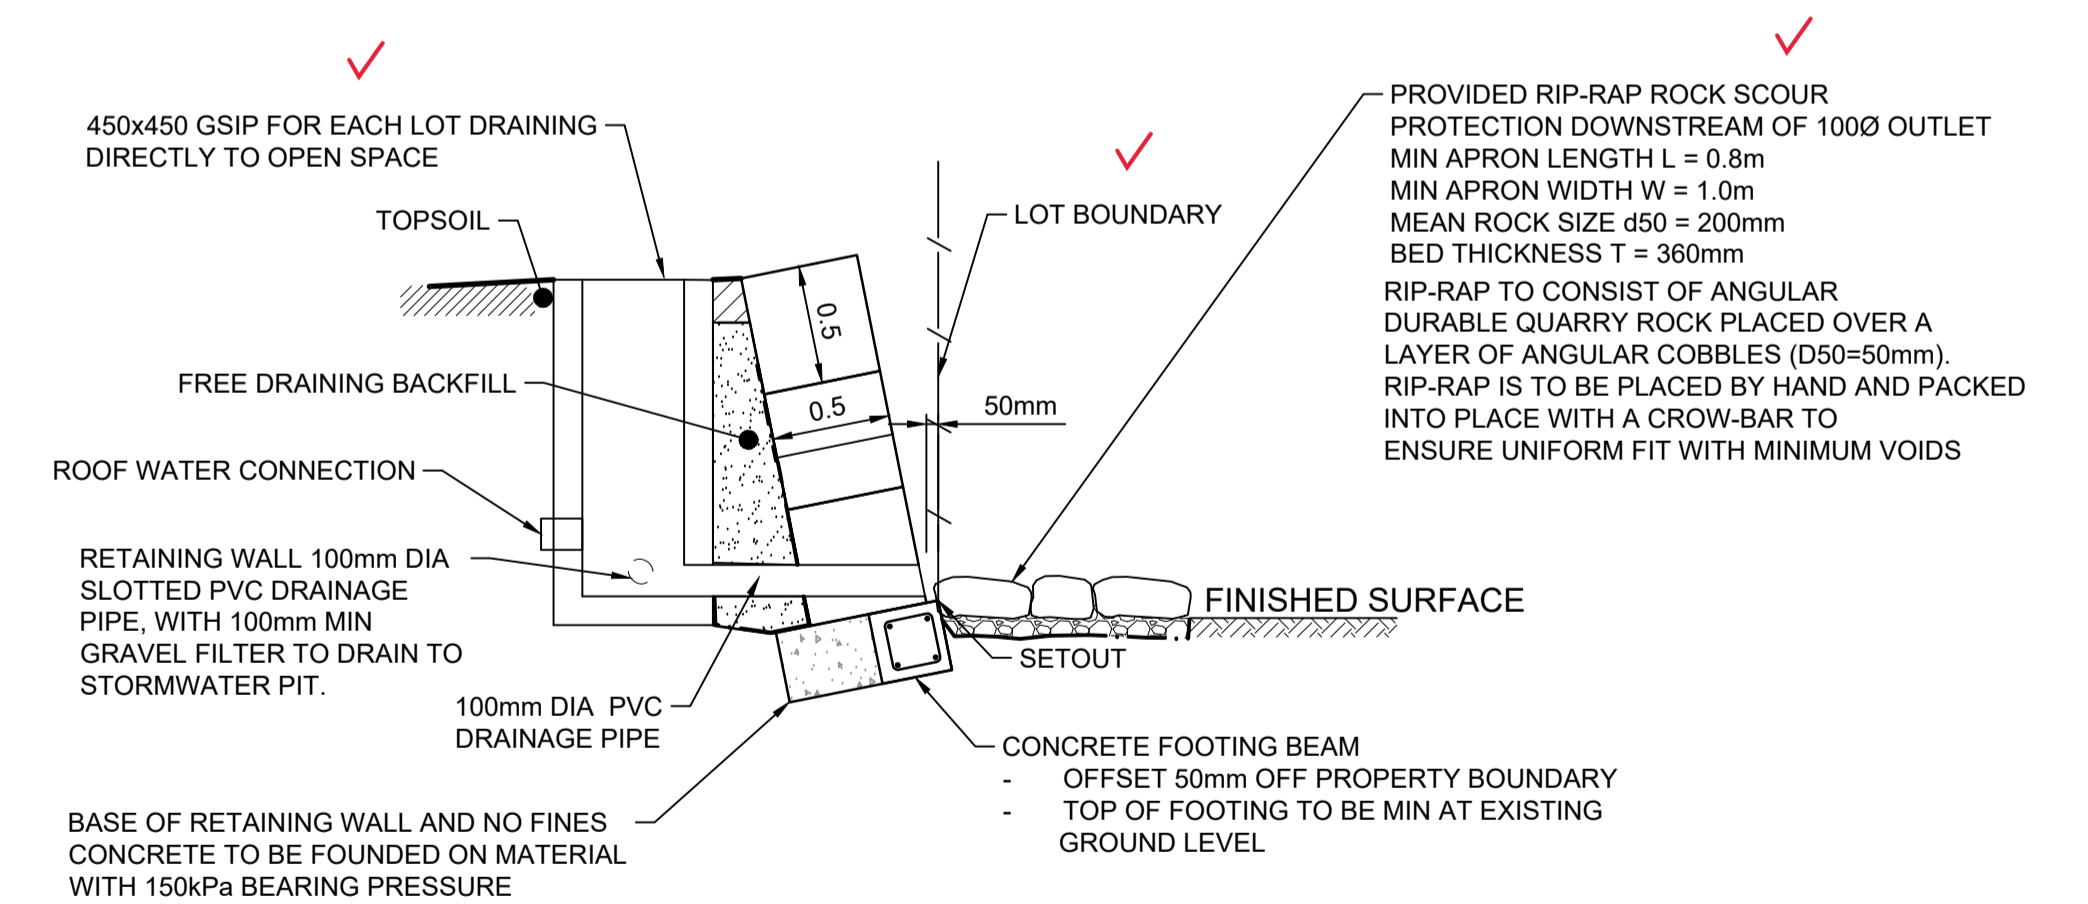 450x450 GSIP FOR EACH LOT DRAINING
DIRECTLY TO OPEN SPACE
TOPSOIL
FREE DRAINING BACKFILL
ROOF WATER CONNECTION
RETAINING WALL 100mm DIA
SLOTTED PVC DRAINAGE
PIPE, WITH 100mm MIN
GRAVEL FILTER TO DRAIN TO
STORMWATER PIT.
100mm DIA PVC
DRAINAGE PIPE
BASE OF RETAINING WALL AND NO FINES
CONCRETE TO BE FOUNDED ON MATERIAL
WITH 150kPa BEARING PRESSURE
0.5
0.5
LOT BOUNDARY
50mm
PROVIDED RIP-RAP ROCK SCOUR
PROTECTION DOWNSTREAM OF 100Ø OUTLET
MIN APRON LENGTH L = 0.8m
MIN APRON WIDTH W = 1.0m
MEAN ROCK SIZE d50 = 200mm
BED THICKNESS T = 360mm
RIP-RAP TO CONSIST OF ANGULAR
DURABLE QUARRY ROCK PLACED OVER A
LAYER OF ANGULAR COBBLES (D50=50mm).
RIP-RAP IS TO BE PLACED BY HAND AND PACKED
INTO PLACE WITH A CROW-BAR TO
ENSURE UNIFORM FIT WITH MINIMUM VOIDS
FINISHED SURFACE
SETOUT
CONCRETE FOOTING BEAM
- OFFSET 50mm OFF PROPERTY BOUNDARY
- TOP OF FOOTING TO BE MIN AT EXISTING
GROUND LEVEL